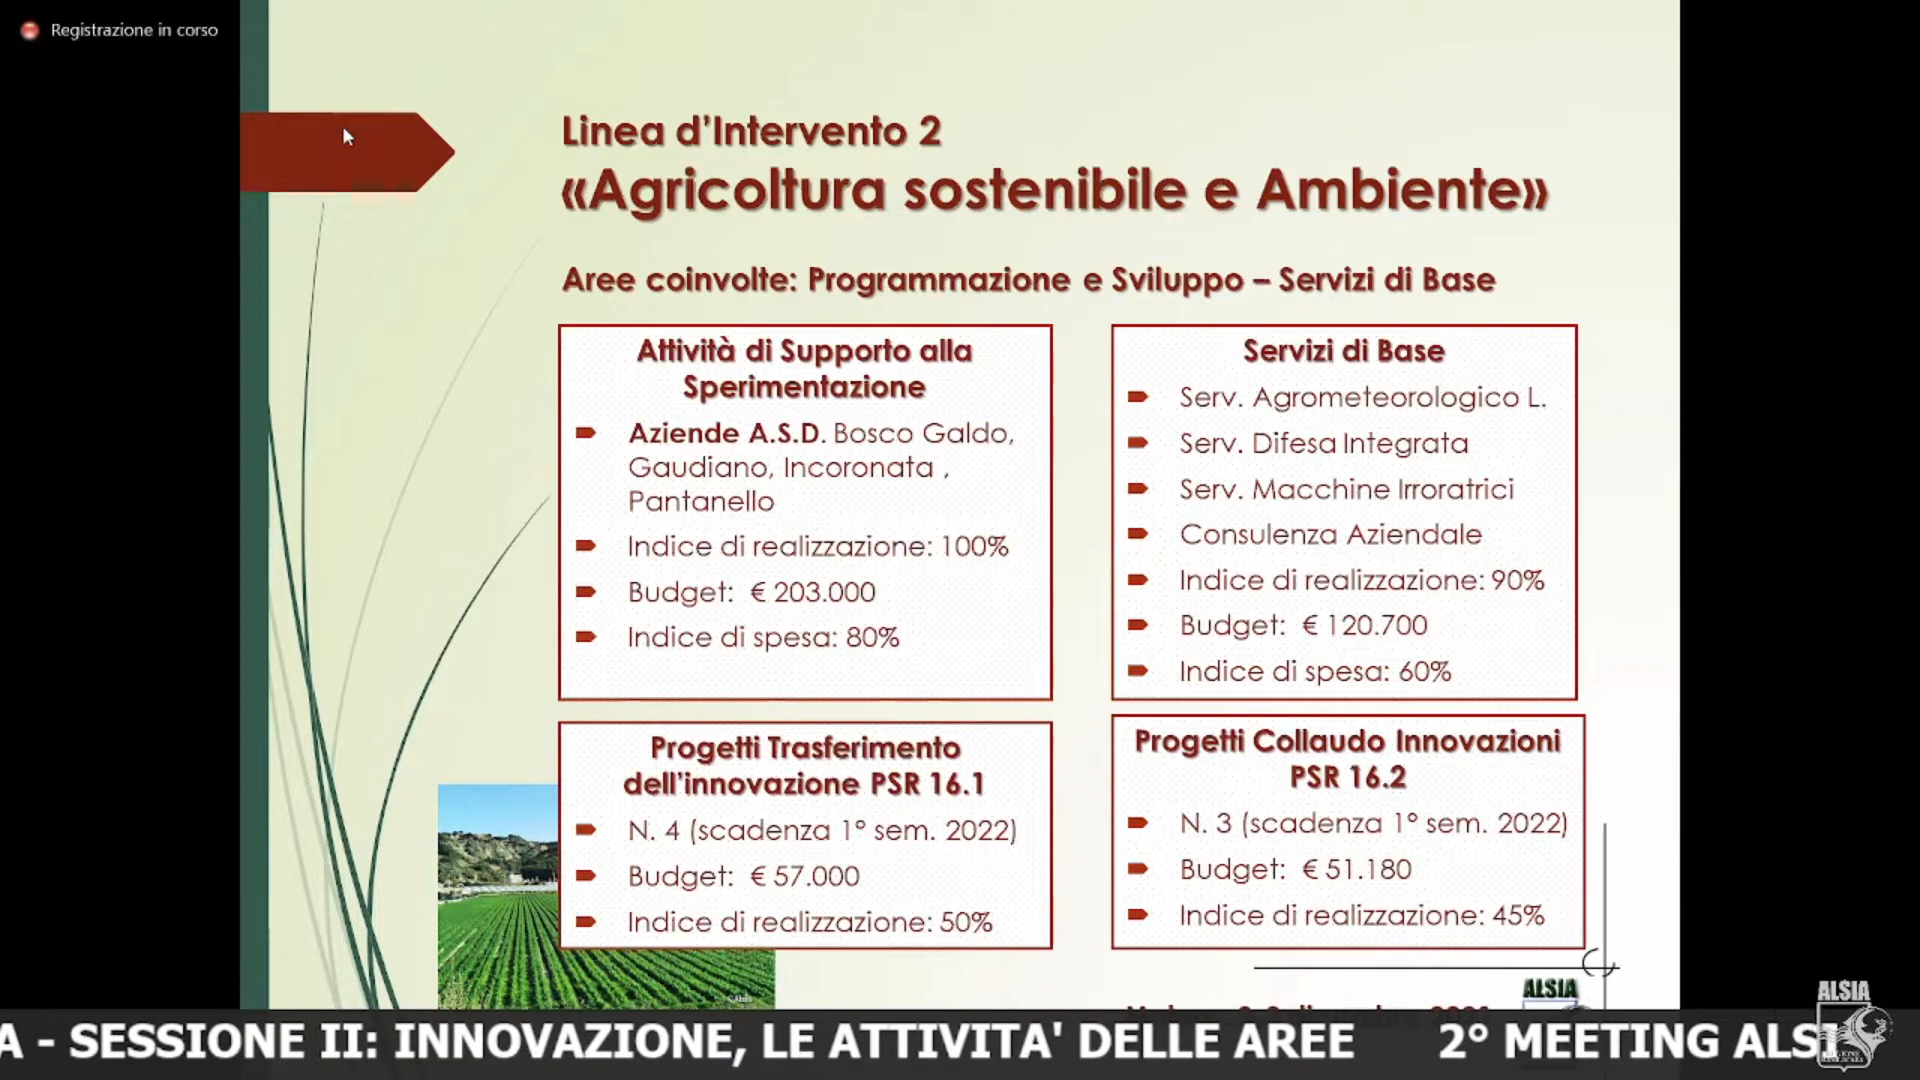 Registrazione in corso
Linea d’Intervento 2
«Agricoltura sostenibile e Ambiente»
Aree coinvolte: Programmazione e Sviluppo – Servizi di Base
Attività di Supporto alla
Sperimentazione
Aziende A.S.D. Bosco Galdo,
Gaudiano, Incoronata ,
Pantanello
Indice di realizzazione: 100%
Budget: € 203.000
Indice di spesa: 80%
Servizi di Base
Serv. Agrometeorologico L.
Serv. Difesa Integrata
Serv. Macchine Irroratrici
Consulenza Aziendale
Indice di realizzazione: 90%
Budget: € 120.700
Indice di spesa: 60%
Progetti Trasferimento
dell’innovazione PSR 16.1
N. 4 (scadenza 1° sem. 2022)
Budget: € 57.000
Indice di realizzazione: 50%
Progetti Collaudo Innovazioni
PSR 16.2
N. 3 (scadenza 1° sem. 2022)
Budget: € 51.180
Indice di realizzazione: 45%
ALSIA
ALSIA
A - SESSIONE II: INNOVAZIONE, LE ATTIVITA' DELLE AREE 2° MEETING ALSI